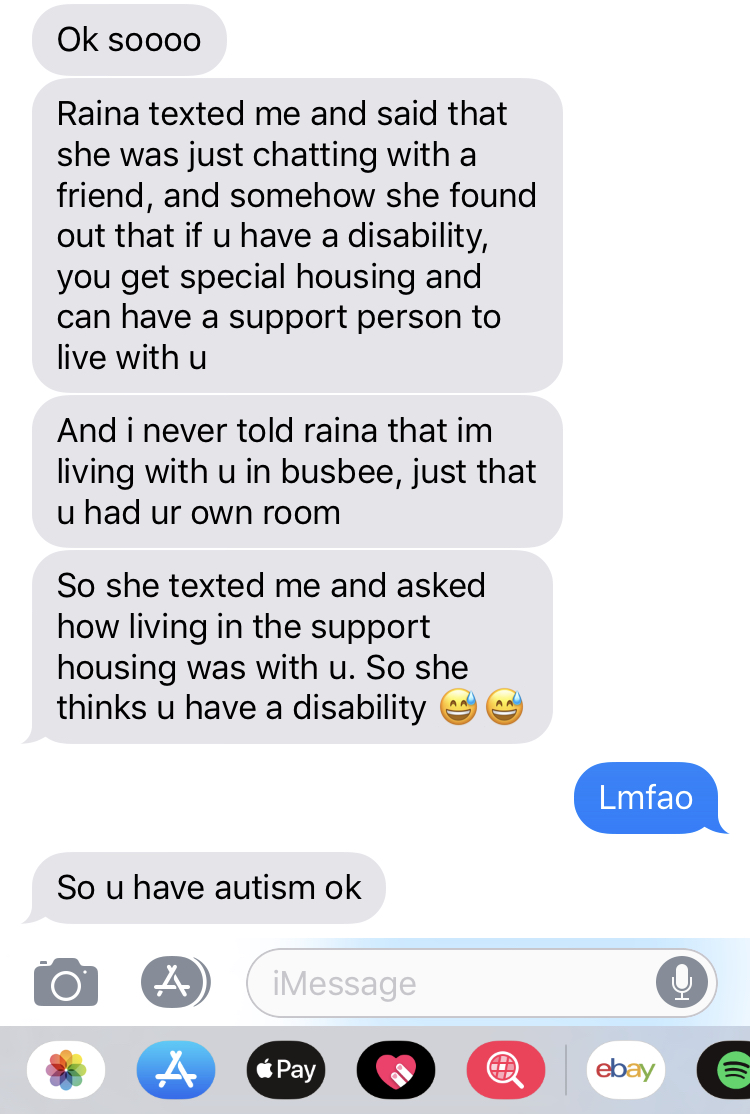 Ok soooo
Raina texted me and said that
she was just chatting with a
friend, and somehow she found
out that if u have a disability,
you get special housing and
can have a support person to
live with u
And i never told raina that im
living with u in busbee, just that
u had ur own room
So she texted me and asked
how living in the support
housing was with u. So she
thinks u have a disability 😅😅
Lmfao
So u have autism ok
iMessage
Pay
ebay